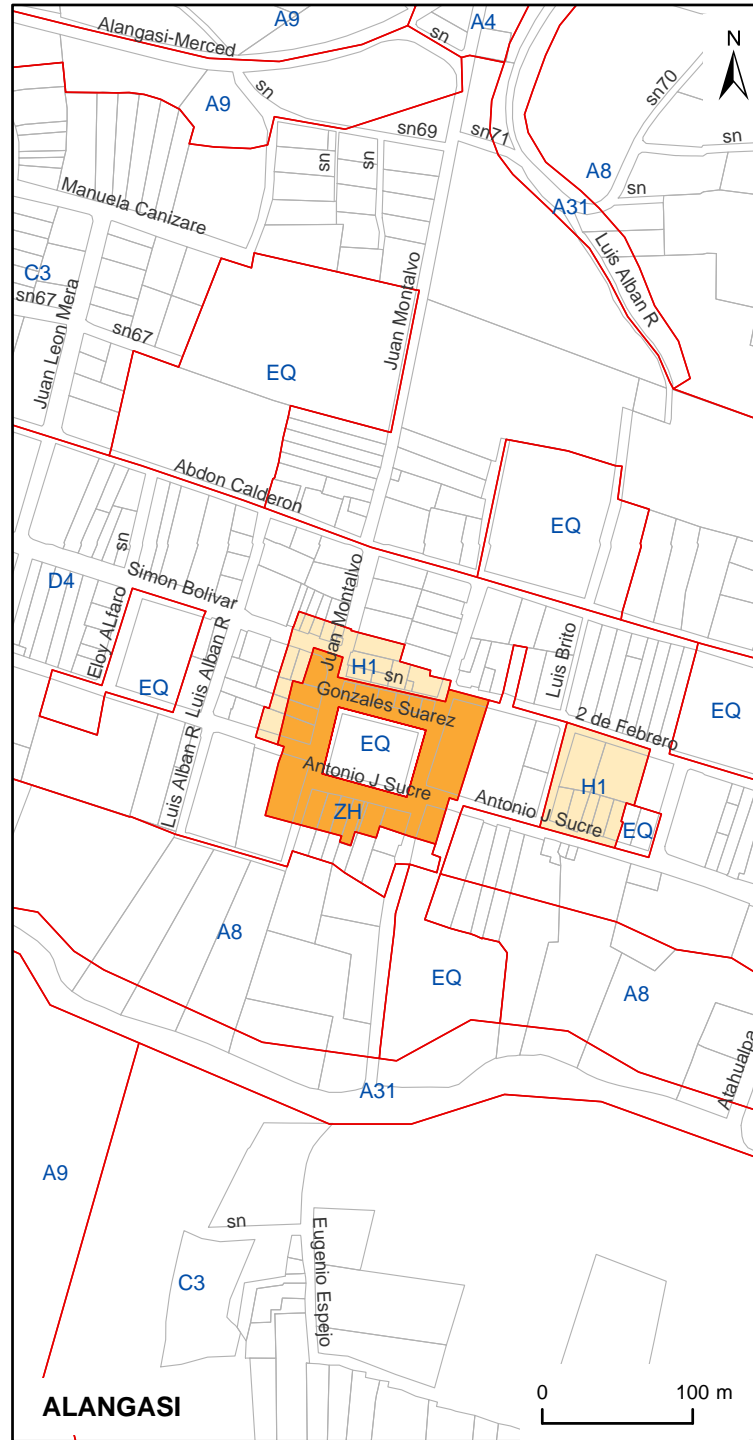 A9
A4
Alangasi-Merced
N
sn
sn70
A9
sn69
sn71
sn
sn
sn
A8
sn
Manuela Canizare
A31
Luis Alban R
C3
sn67
Juan Leon Mera
sn67
Juan Montalvo
EQ
Abdon Calderon
EQ
sn
Simon Bolivar
D4
Eloy ALfaro
Luis Alban R
Juan Montalvo
H1
sn
Luis Brito
EQ
Gonzales Suarez
2 de Febrero
EQ
EQ
Luis Alban R
Antonio J Sucre
H1
ZH
Antonio J Sucre
EQ
A8
EQ
A8
Atahualpa
A31
A9
sn
Eugenio Espejo
C3
0
100 m
ALANGASI